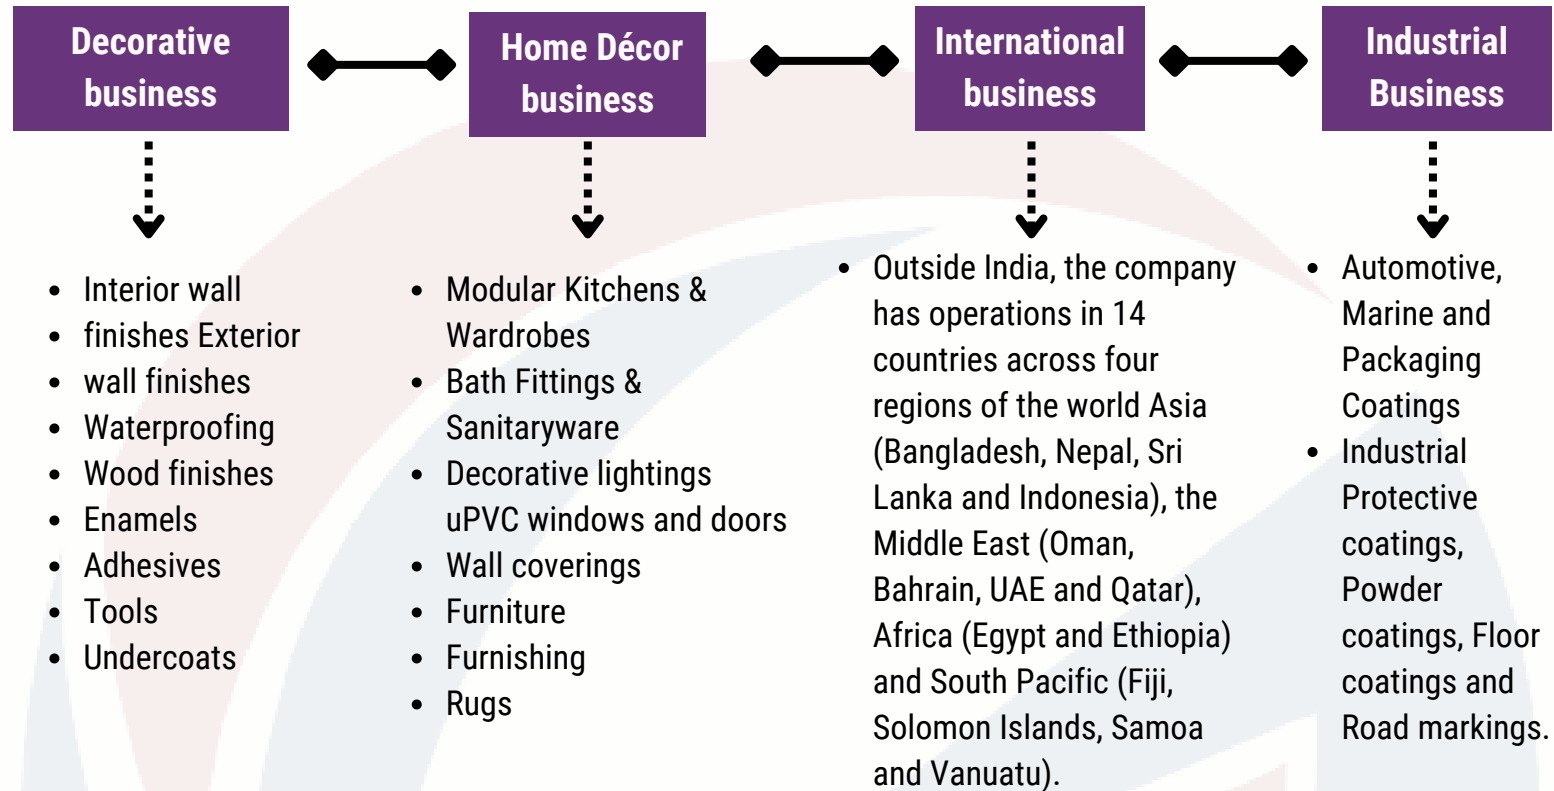 Decorative
business
Home Décor
business
International
business
Industrial
Business
• Interior wall
• finishes Exterior
• wall finishes
• Waterproofing
• Wood finishes
• Enamels
• Adhesives
• Tools
• Undercoats
• Modular Kitchens &
Wardrobes
• Bath Fittings &
Sanitaryware
• Decorative lightings
uPVC windows and doors
• Wall coverings
• Furniture
• Furnishing
• Rugs
• Outside India, the company
has operations in 14
countries across four
regions of the world Asia
(Bangladesh, Nepal, Sri
Lanka and Indonesia), the
Middle East (Oman,
Bahrain, UAE and Qatar),
Africa (Egypt and Ethiopia)
and South Pacific (Fiji,
Solomon Islands, Samoa
and Vanuatu).
• Automotive,
Marine and
Packaging
Coatings
• Industrial
Protective
coatings,
Powder
coatings, Floor
coatings and
Road markings.